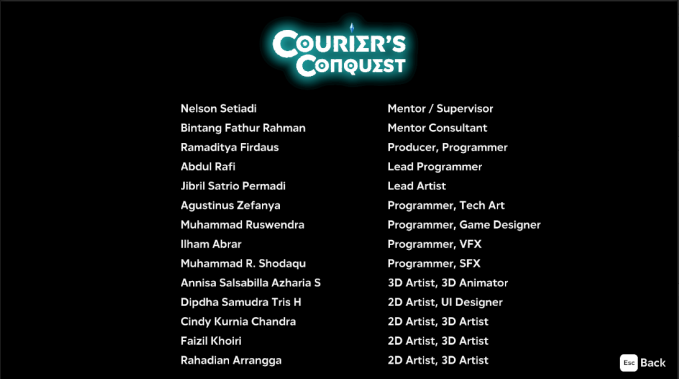 COURIER'S
CONQUEST
Nelson Setiadi Mentor / Supervisor
Bintang Fathur Rahman Mentor Consultant
Ramaditya Firdaus Producer, Programmer
Abdul Rafi Lead Programmer
Jibril Satrio Permadi Lead Artist
Agustinus Zefanya Programmer, Tech Art
Muhammad Ruswendra Programmer, Game Designer
Ilham Abrar Programmer, VFX
Muhammad R. Shodaqu Programmer, SFX
Annisa Salsabilla Azharia S 3D Artist, 3D Animator
Dipdha Samudra Tris H 2D Artist, UI Designer
Cindy Kurnia Chandra 2D Artist, 3D Artist
Faizil Khoiri 2D Artist, 3D Artist
Rahadian Arrangga 2D Artist, 3D Artist
Esc Back